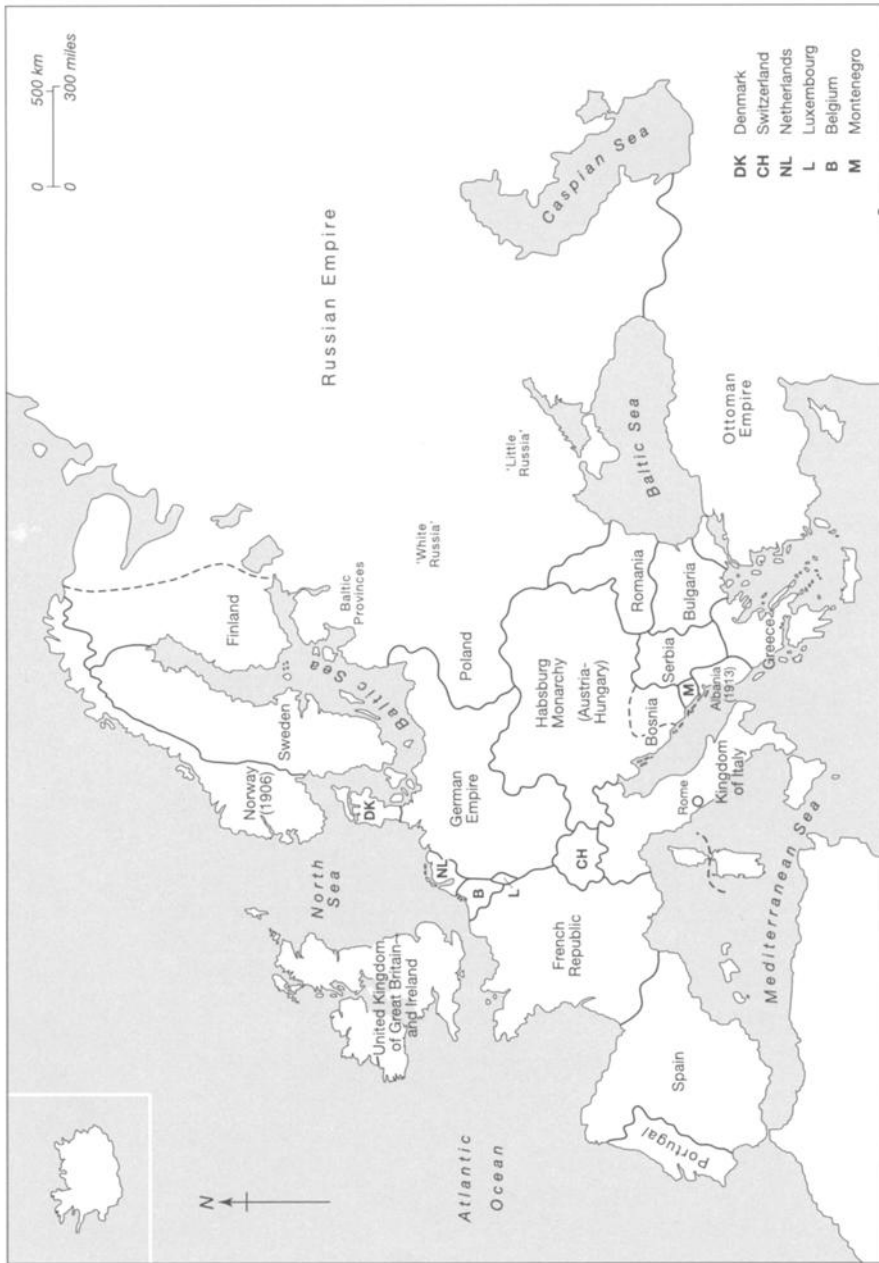 0 500 km
0 300 miles
N
Atlantic
Ocean
North
Sea
Norway
(1906)
Sweden
Finland
Baltic Sea
Baltic
Provinces
Russian Empire
United Kingdom
of Great Britain
and Ireland
DK
NL
B
L
German
Empire
Poland
'White
Russia'
'Little
Russia'
Caspian Sea
French
Republic
CH
Habsburg
Monarchy
(Austria-
Hungary)
Romania
Baltic Sea
Bosnia
Serbia
Bulgaria
M
Albania
(1913)
Greece
Ottoman
Empire
Portugal
Spain
Rome
Kingdom
of Italy
Mediterranean Sea
DK Denmark
CH Switzerland
NL Netherlands
L Luxembourg
B Belgium
M Montenegro